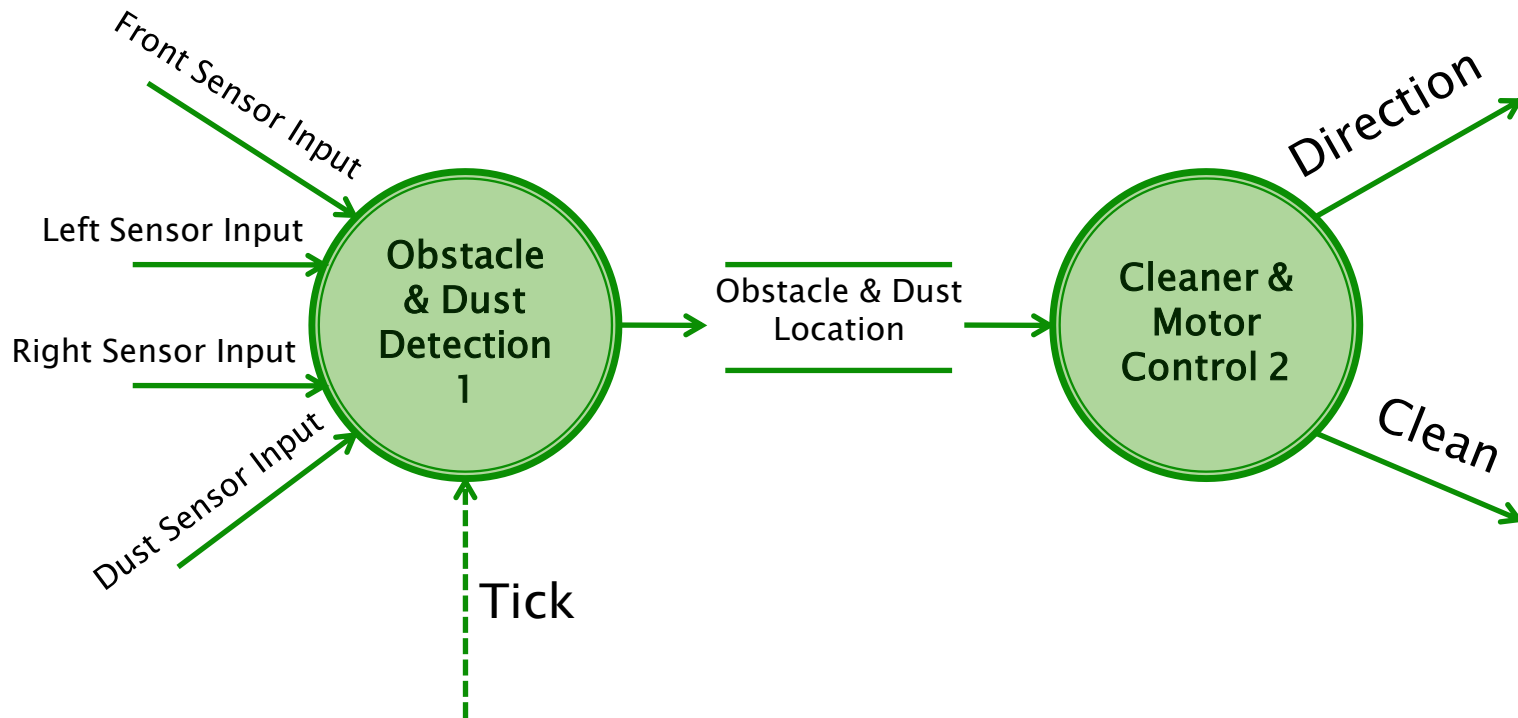 Front Sensor Input
Left Sensor Input
Right Sensor Input
Dust Sensor Input
Obstacle
& Dust
Detection
1
Tick
Obstacle & Dust
Location
Cleaner &
Motor
Control 2
Direction
Clean